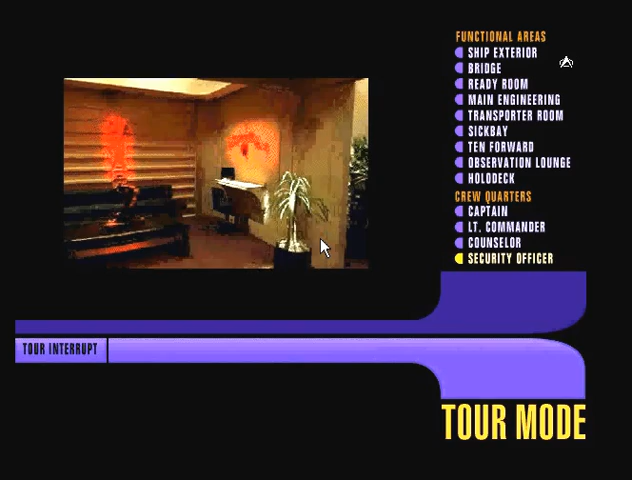 FUNCTIONAL AREAS
SHIP EXTERIOR
BRIDGE
READY ROOM
MAIN ENGINEERING
TRANSPORTER ROOM
SICKBAY
TEN FORWARD
OBSERVATION LOUNGE
HOLODECK
CREW QUARTERS
CAPTAIN
LT. COMMANDER
COUNSELOR
SECURITY OFFICER
TOUR INTERRUPT
TOUR MODE